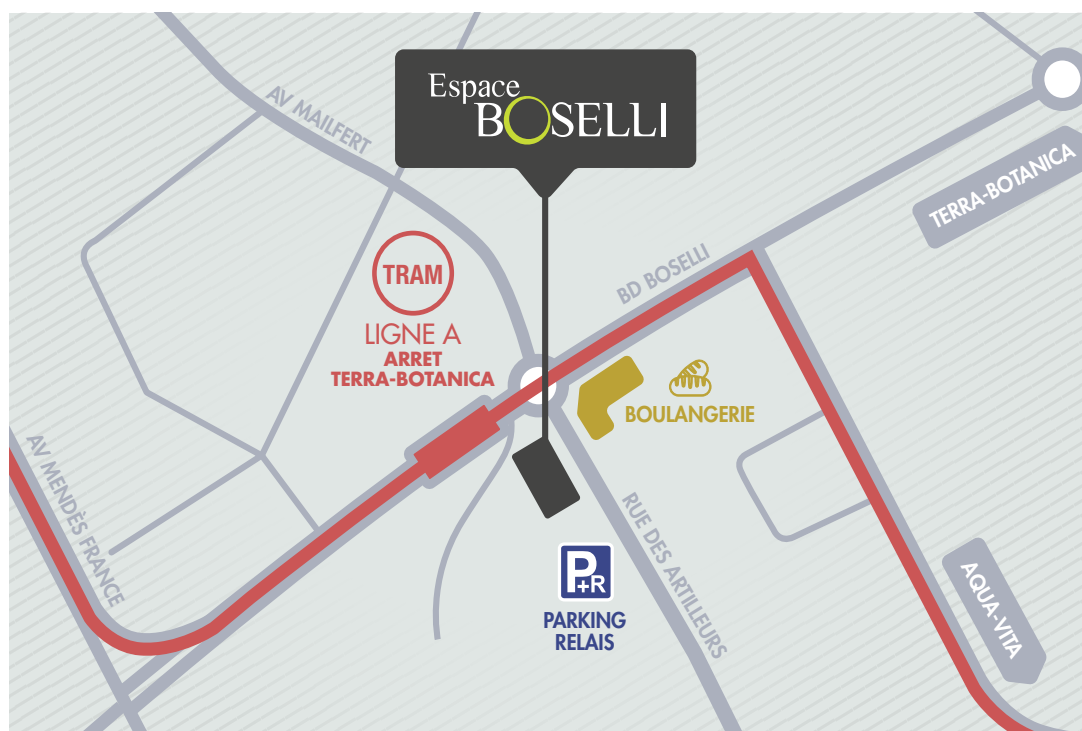 Espace
BOSELLI
AV MAILFERT
TERRA-BOTANICA
BD BOSELLI
TRAM
LIGNE A
ARRET
TERRA-BOTANICA
BOULANGERIE
AV MENDÈS FRANCE
RUE DES ARTILLEURS
P+R
PARKING
RELAIS
AQUA-VITA